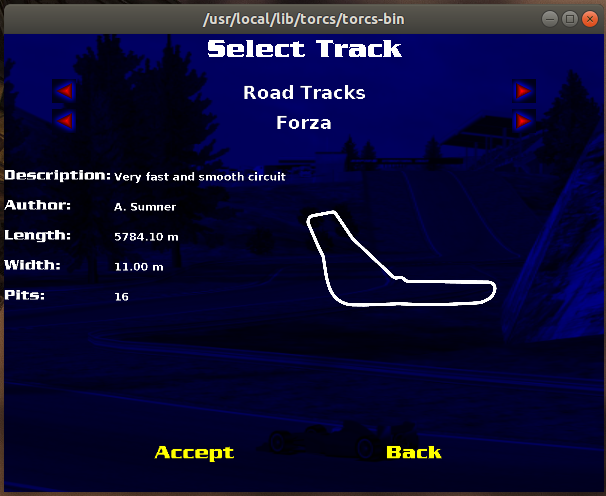 /usr/local/lib/torcs/torcs-bin
Select Track
Road Tracks
Forza
Description: Very fast and smooth circuit
Author: A. Sumner
Length: 5784.10 m
Width: 11.00 m
Pits: 16
Accept Back